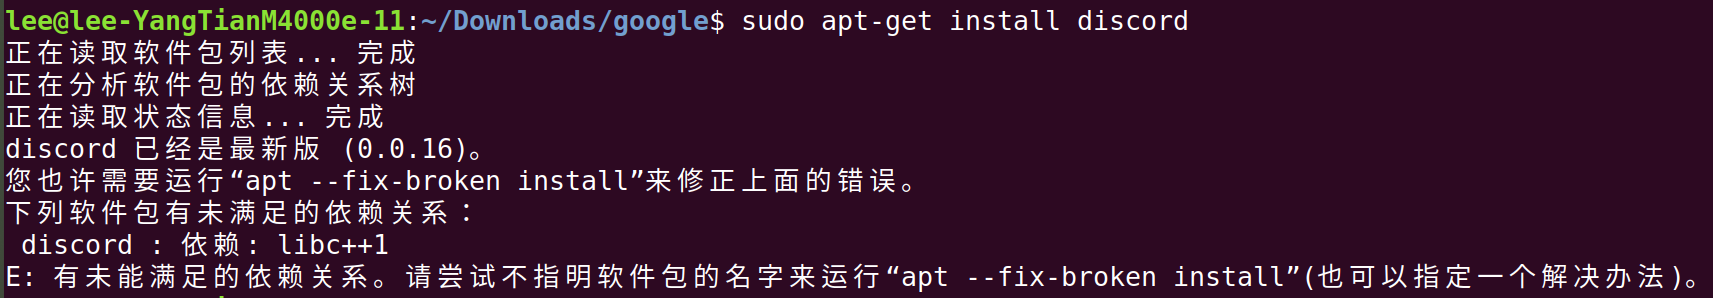 lee@lee-YangTianM4000e-11:~/Downloads/google$ sudo apt-get install discord
正在读取软件包列表... 完成
正在分析软件包的依赖关系树
正在读取状态信息... 完成
discord 已经是最新版 (0.0.16)。
您也许需要运行“apt --fix-broken install”来修正上面的错误。
下列软件包有未满足的依赖关系：
 discord : 依赖: libc++1
E: 有未能满足的依赖关系。请尝试不指明软件包的名字来运行“apt --fix-broken install”(也可以指定一个解决办法)。